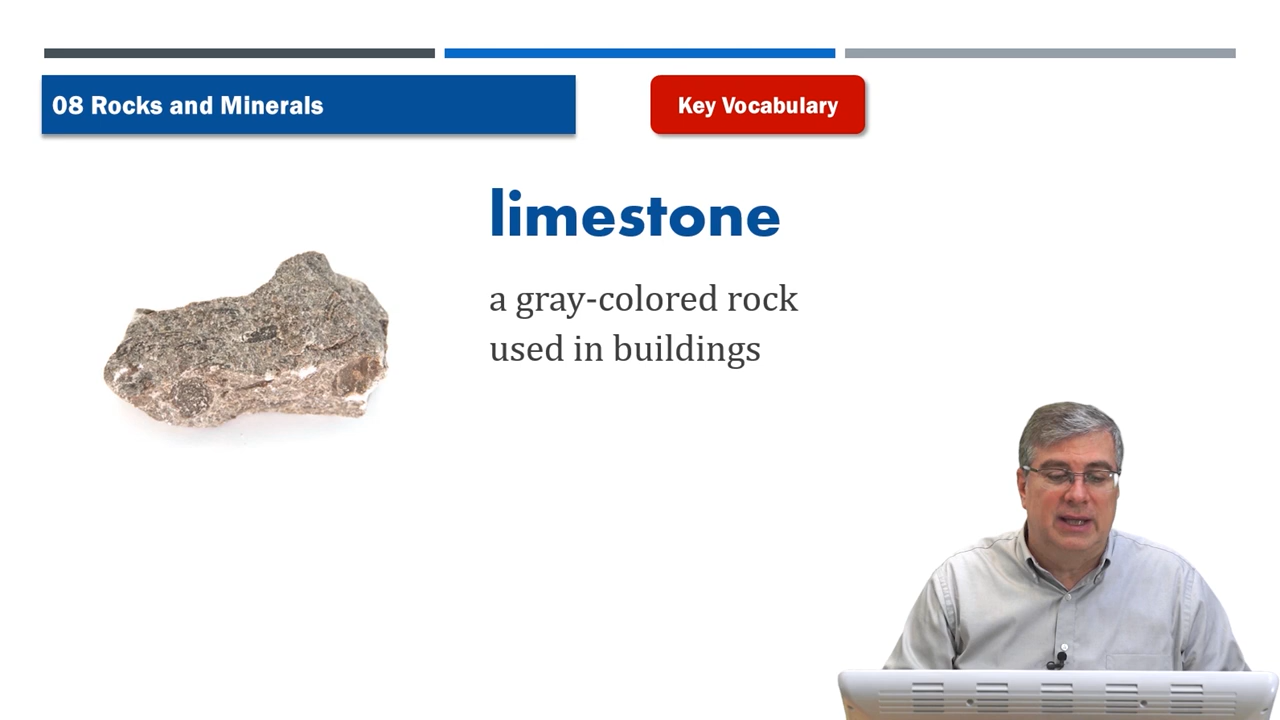 08 Rocks and Minerals
Key Vocabulary
limestone
a gray-colored rock
used in buildings